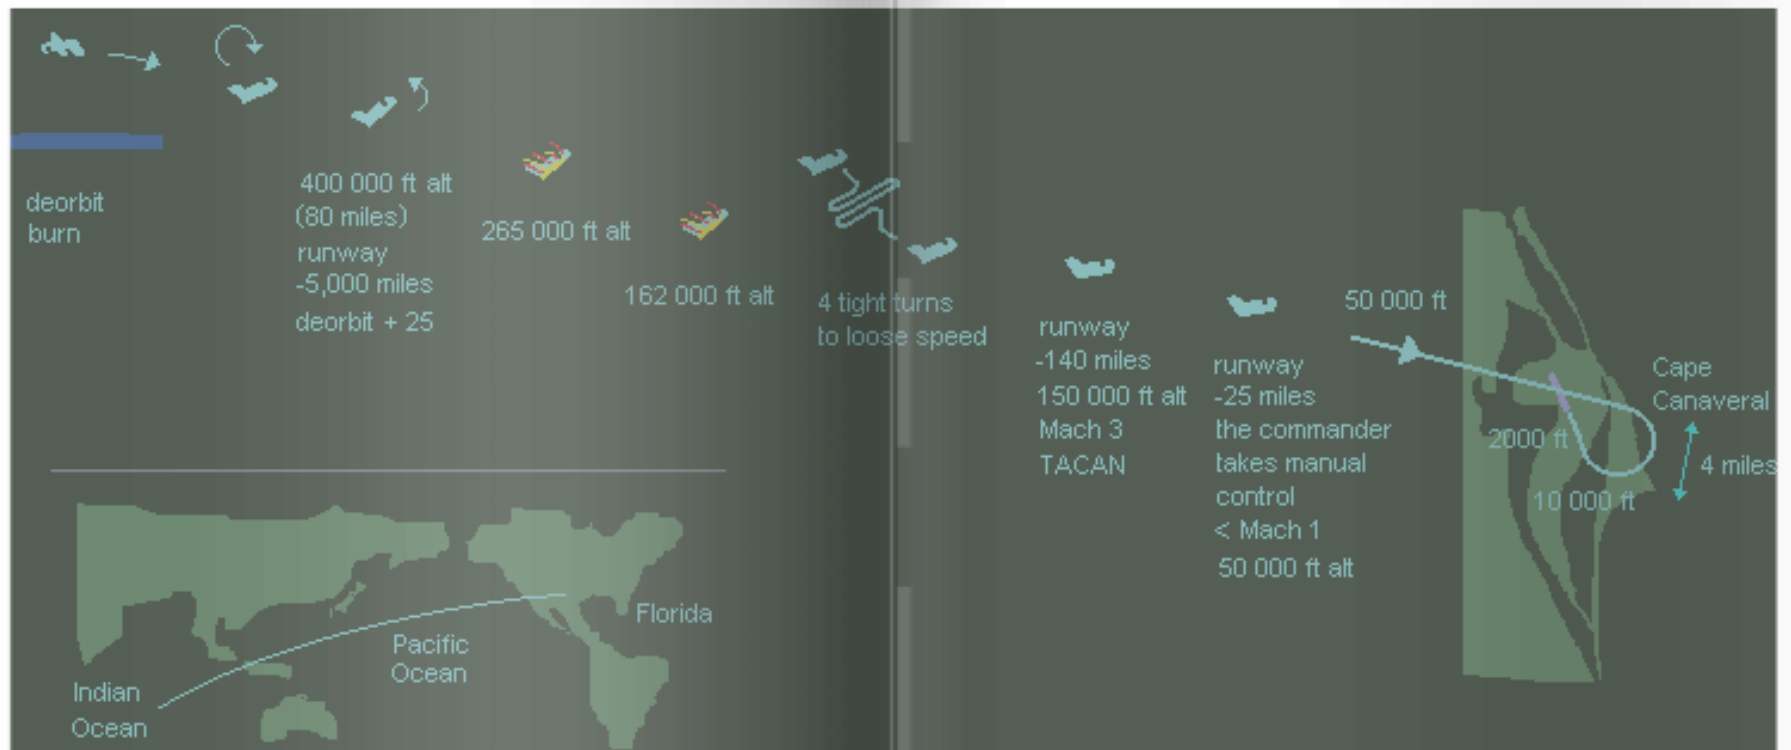 deorbit
burn
400 000 ft alt
(80 miles)
runway
-5,000 miles
deorbit + 25
265 000 ft alt
162 000 ft alt
4 tight turns
to loose speed
runway
-140 miles
150 000 ft alt
Mach 3
TACAN
runway
-25 miles
the commander
takes manual
control
< Mach 1
50 000 ft alt
50 000 ft
2000 ft
10 000 ft
Cape
Canaveral
4 miles
Florida
Pacific
Ocean
Indian
Ocean